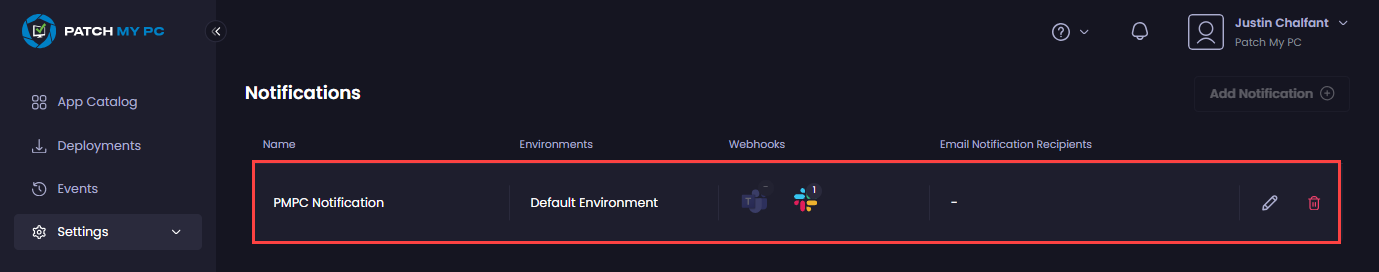 PATCH MY PC
Justin Chalfant
Patch My PC
App Catalog
Deployments
Events
Settings
Notifications
Add Notification
Name Environments Webhooks Email Notification Recipients
PMPC Notification Default Environment T - 1 -